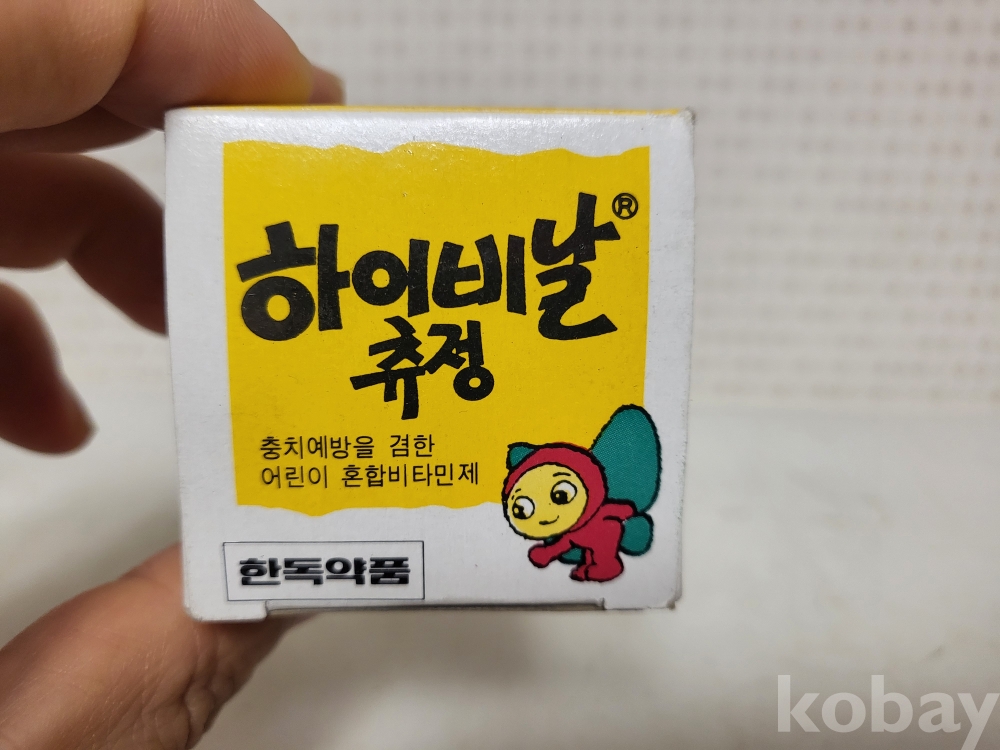 하이비날®
츄정
충치예방을 겸한
어린이 혼합비타민제
한독약품
kobay